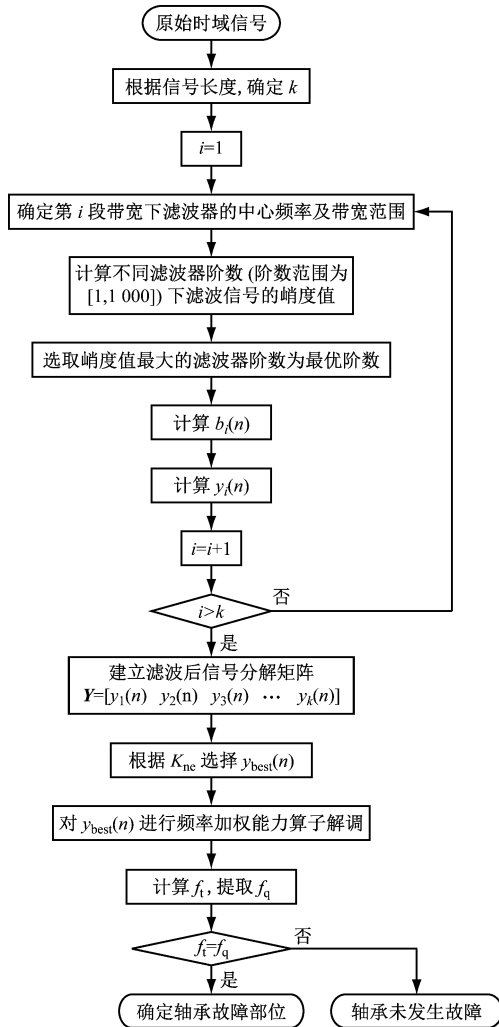 原始时域信号
根据信号长度, 确定 k
i=1
确定第 i 段带宽下滤波器的中心频率及带宽范围
计算不同滤波器阶数 (阶数范围为
[1,1 000]) 下滤波信号的峭度值
选取峭度值最大的滤波器阶数为最优阶数
计算 bᵢ(n)
计算 yᵢ(n)
i=i+1
i>k
否
是
建立滤波后信号分解矩阵
Y=[y₁(n) y₂(n) y₃(n) ⋯ yₖ(n)]
根据 K_ne 选择 y_best(n)
对 y_best(n) 进行频率加权能力算子解调
计算 f_t, 提取 f_q
f_t=f_q
否
是
确定轴承故障部位
轴承未发生故障